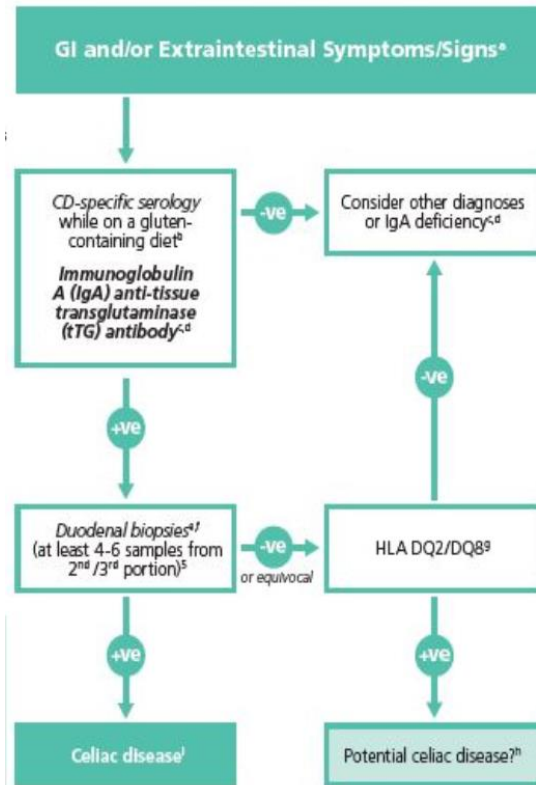 GI and/or Extraintestinal Symptoms/Signsᵃ
CD-specific serology
while on a gluten-
containing dietᵇ
Immunoglobulin
A (IgA) anti-tissue
transglutaminase
(tTG) antibodyᶜ,ᵈ
-ve
Consider other diagnoses
or IgA deficiencyᶜ,ᵈ
+ve
-ve
Duodenal biopsiesᵉ,ᶠ
(at least 4-6 samples from
2ⁿᵈ /3ʳᵈ portion)⁵
-ve
or equivocal
HLA DQ2/DQ8ᵍ
+ve
+ve
Celiac diseaseⁱ
Potential celiac disease?ʰ